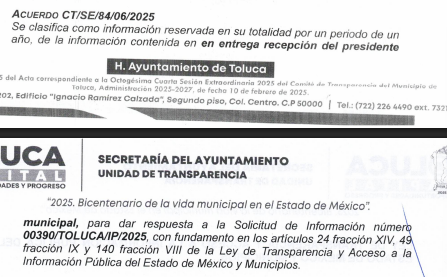 ACUERDO CT/SE/84/06/2025
Se clasifica como información reservada en su totalidad por un periodo de un
año, de la información contenida en en entrega recepción del presidente
H. Ayuntamiento de Toluca
del Acta correspondiente a la Octogésima Cuarta Sesión Extraordinaria 2025 del Comité de Transparencia del Municipio de
Toluca, Administración 2025-2027, de fecha 10 de febrero de 2025.
202, Edificio "Ignacio Ramírez Calzada", Segundo piso, Col. Centro. C.P 50000 | Tel.: (722) 226 4490 ext. 732
LUCA
ITAL
DADES Y PROGRESO
SECRETARÍA DEL AYUNTAMIENTO
UNIDAD DE TRANSPARENCIA
"2025. Bicentenario de la vida municipal en el Estado de México".
municipal, para dar respuesta a la Solicitud de Información número
00390/TOLUCA/IP/2025, con fundamento en los artículos 24 fracción XIV, 49
fracción IX y 140 fracción VIII de la Ley de Transparencia y Acceso a la
Información Pública del Estado de México y Municipios.